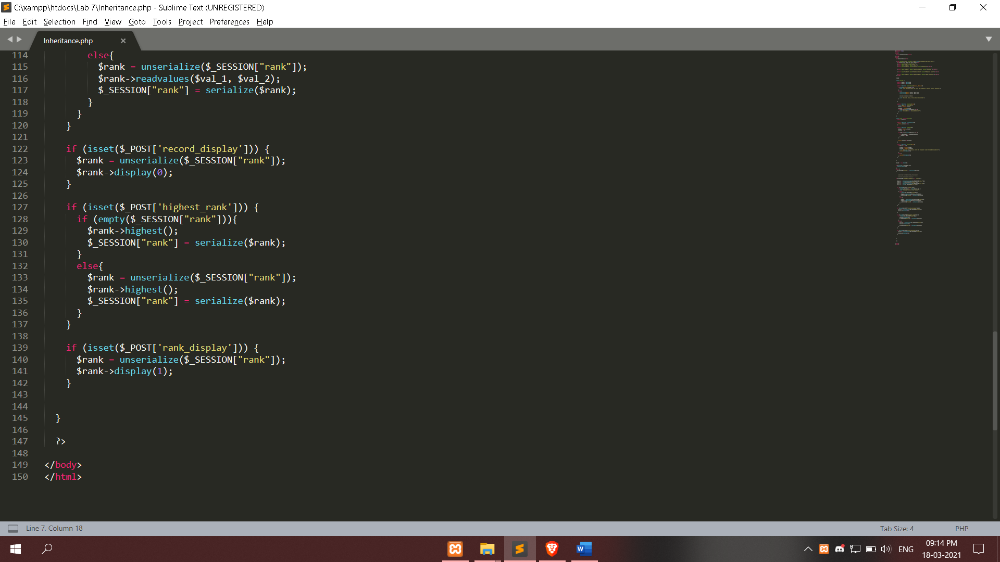 C:\xampp\htdocs\Lab 7\Inheritance.php - Sublime Text (UNREGISTERED)
File Edit Selection Find View Goto Tools Project Preferences Help
Inheritance.php
114         else{
115           $rank = unserialize($_SESSION["rank"]);
116           $rank->readvalues($val_1, $val_2);
117           $_SESSION["rank"] = serialize($rank);
118         }
119       }
120     }
121
122     if (isset($_POST['record_display'])) {
123       $rank = unserialize($_SESSION["rank"]);
124       $rank->display(0);
125     }
126
127     if (isset($_POST['highest_rank'])) {
128       if (empty($_SESSION["rank"])){
129         $rank->highest();
130         $_SESSION["rank"] = serialize($rank);
131       }
132       else{
133         $rank = unserialize($_SESSION["rank"]);
134         $rank->highest();
135         $_SESSION["rank"] = serialize($rank);
136       }
137     }
138
139     if (isset($_POST['rank_display'])) {
140       $rank = unserialize($_SESSION["rank"]);
141       $rank->display(1);
142     }
143
144
145   }
146
147   ?>
148
149 </body>
150 </html>
Line 7, Column 18
Tab Size: 4
PHP
ENG
09:14 PM
18-03-2021